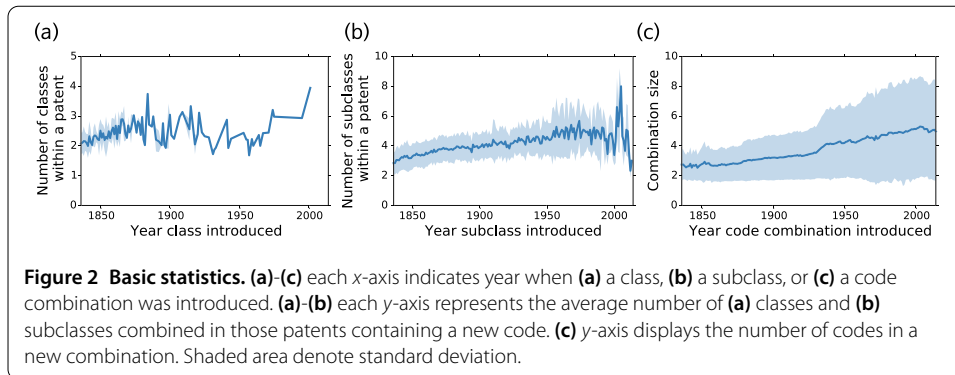 (a)
(b)
(c)
Number of classes
within a patent
5
4
3
2
1
0
1850 1900 1950 2000
Year class introduced
Number of subclasses
within a patent
10
8
6
4
2
0
1850 1900 1950 2000
Year subclass introduced
Combination size
10
8
6
4
2
0
1850 1900 1950 2000
Year code combination introduced
Figure 2 Basic statistics. (a)-(c) each x-axis indicates year when (a) a class, (b) a subclass, or (c) a code
combination was introduced. (a)-(b) each y-axis represents the average number of (a) classes and (b)
subclasses combined in those patents containing a new code. (c) y-axis displays the number of codes in a
new combination. Shaded area denote standard deviation.